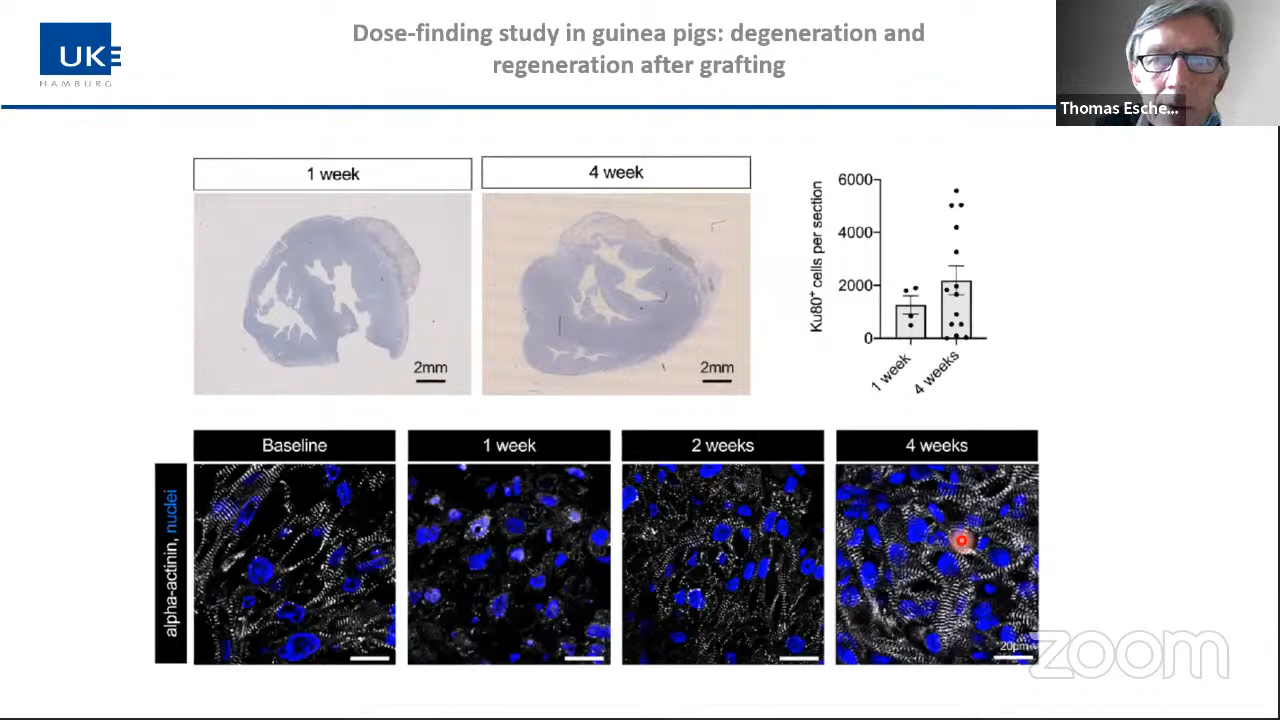 Dose-finding study in guinea pigs: degeneration and
regeneration after grafting
UKE
HAMBURG
Thomas Esche...
1 week
4 week
2mm
2mm
Ku80⁺ cells per section
6000
4000
2000
0
1 week
4 weeks
Baseline
1 week
2 weeks
4 weeks
alpha-actinin, nuclei
20μm
zoom